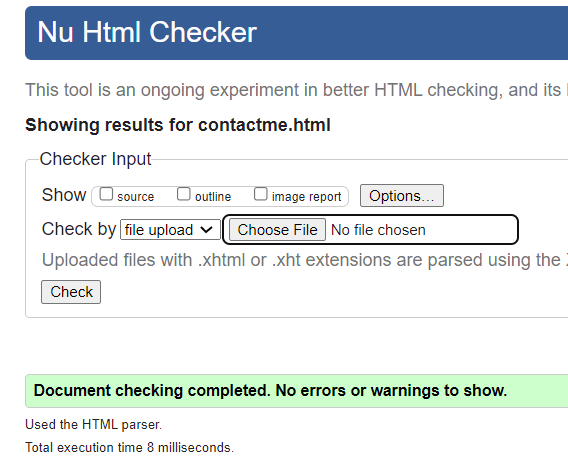 Nu Html Checker
This tool is an ongoing experiment in better HTML checking, and its
Showing results for contactme.html
Checker Input
Show source outline image report Options...
Check by file upload Choose File No file chosen
Uploaded files with .xhtml or .xht extensions are parsed using the
Check
Document checking completed. No errors or warnings to show.
Used the HTML parser.
Total execution time 8 milliseconds.